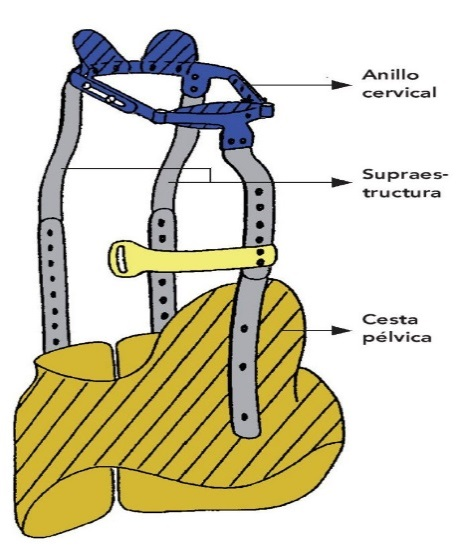 Anillo
cervical
Supraes-
tructura
Cesta
pélvica